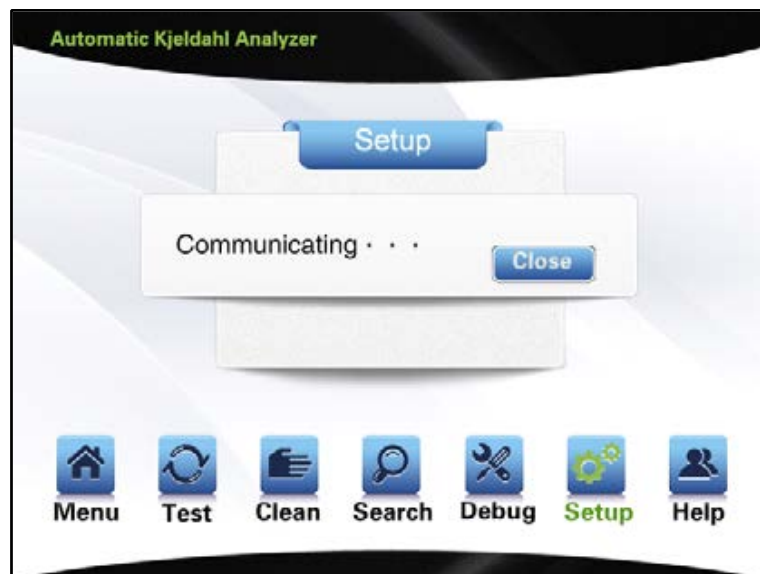 Automatic Kjeldahl Analyzer
Setup
Communicating · · ·
Close
Menu Test Clean Search Debug Setup Help